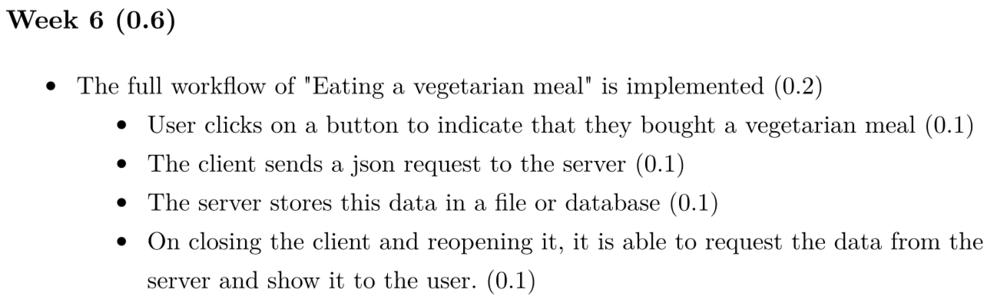 Week 6 (0.6)
• The full workflow of "Eating a vegetarian meal" is implemented (0.2)
• User clicks on a button to indicate that they bought a vegetarian meal (0.1)
• The client sends a json request to the server (0.1)
• The server stores this data in a file or database (0.1)
• On closing the client and reopening it, it is able to request the data from the
server and show it to the user. (0.1)